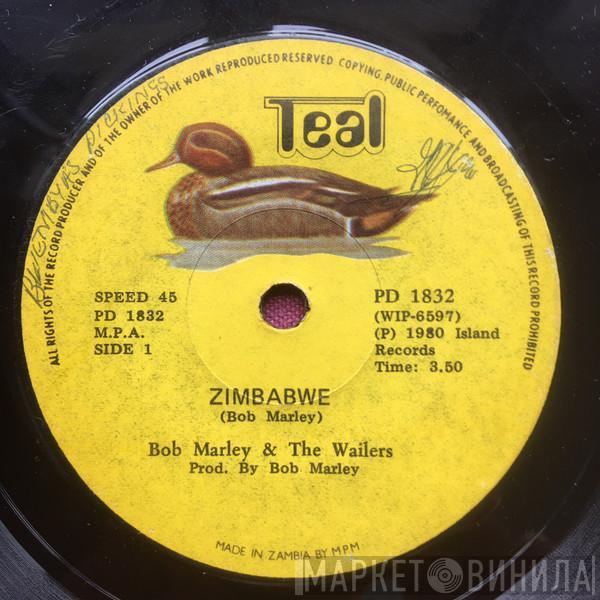 ALL RIGHTS OF THE RECORD PRODUCER AND OF THE OWNER OF THE WORK REPRODUCED RESERVED COPYING, PUBLIC PERFOMANCE AND BROADCASTING OF THIS RECORD PROHIBITED
Teal
SPEED 45
PD 1832
M.P.A.
SIDE 1
PD 1832
(WIP-6597)
(P) 1980 Island
Records
Time: 3.50
ZIMBABWE
(Bob Marley)
Bob Marley & The Wailers
Prod. By Bob Marley
MADE IN ZAMBIA BY M.P.M
МАРКЕТ ВИНИЛА